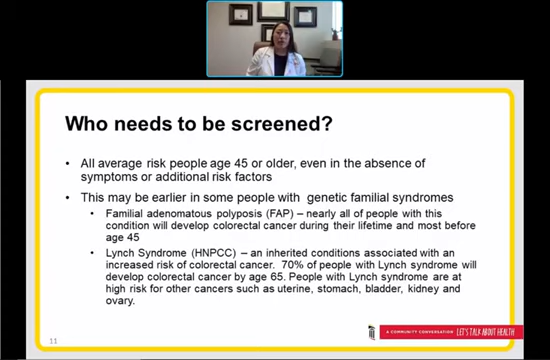 Who needs to be screened?
• All average risk people age 45 or older, even in the absence of
symptoms or additional risk factors
• This may be earlier in some people with genetic familial syndromes
• Familial adenomatous polyposis (FAP) – nearly all of people with this
condition will develop colorectal cancer during their lifetime and most before
age 45
• Lynch Syndrome (HNPCC) – an inherited conditions associated with an
increased risk of colorectal cancer. 70% of people with Lynch syndrome will
develop colorectal cancer by age 65. People with Lynch syndrome are at
high risk for other cancers such as uterine, stomach, bladder, kidney and
ovary.
11
A COMMUNITY CONVERSATION LET'S TALK ABOUT HEALTH